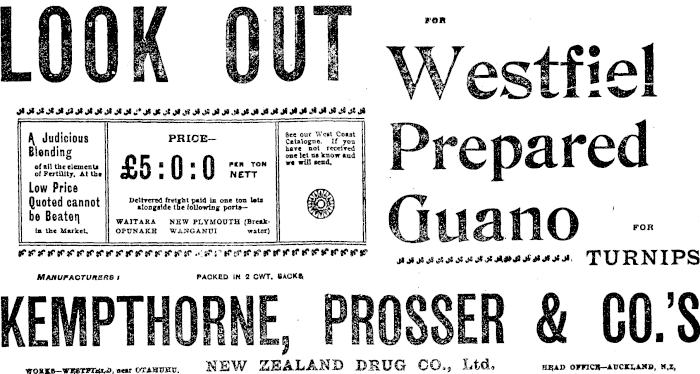 LOOK OUT
FOR
Westfiel
Prepared
Guano
FOR
TURNIPS
A Judicious
Blending
of all the elements
of Fertility. At the
Low Price
Quoted cannot
be Beaten
in the Market.
PRICE—
£5:0:0 PER TON
NETT
Delivered freight paid in one ton lots
alongside the following ports—
WAITARA NEW PLYMOUTH (Break-
OPUNAKE WANGANUI water)
See our West Coast
Catalogue. If you
have not received
one let us know and
we will send,
MANUFACTURERS : PACKED IN 2 CWT. SACKS
KEMPTHORNE, PROSSER & CO.'S
WORKS—WESTFIELD, near OTAHUHU. NEW ZEALAND DRUG CO., Ltd. HEAD OFFICE—AUCKLAND, N.Z.